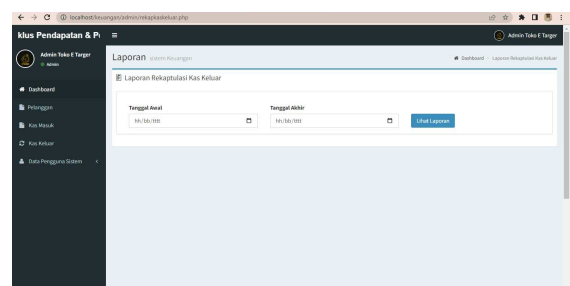 localhost/keuangan/admin/rekapkaskeluar.php
klus Pendapatan & P
Admin Toko E Targer
Admin Toko E Targer
Admin
Laporan Sistem Keuangan
Dashboard > Laporan Rekaptulasi Kas Keluar
Laporan Rekaptulasi Kas Keluar
Dashboard
Pelanggan
Kas Masuk
Kas Keluar
Data Pengguna Sistem
Tanggal Awal
Tanggal Akhir
hh/bb/tttt
hh/bb/tttt
Lihat Laporan